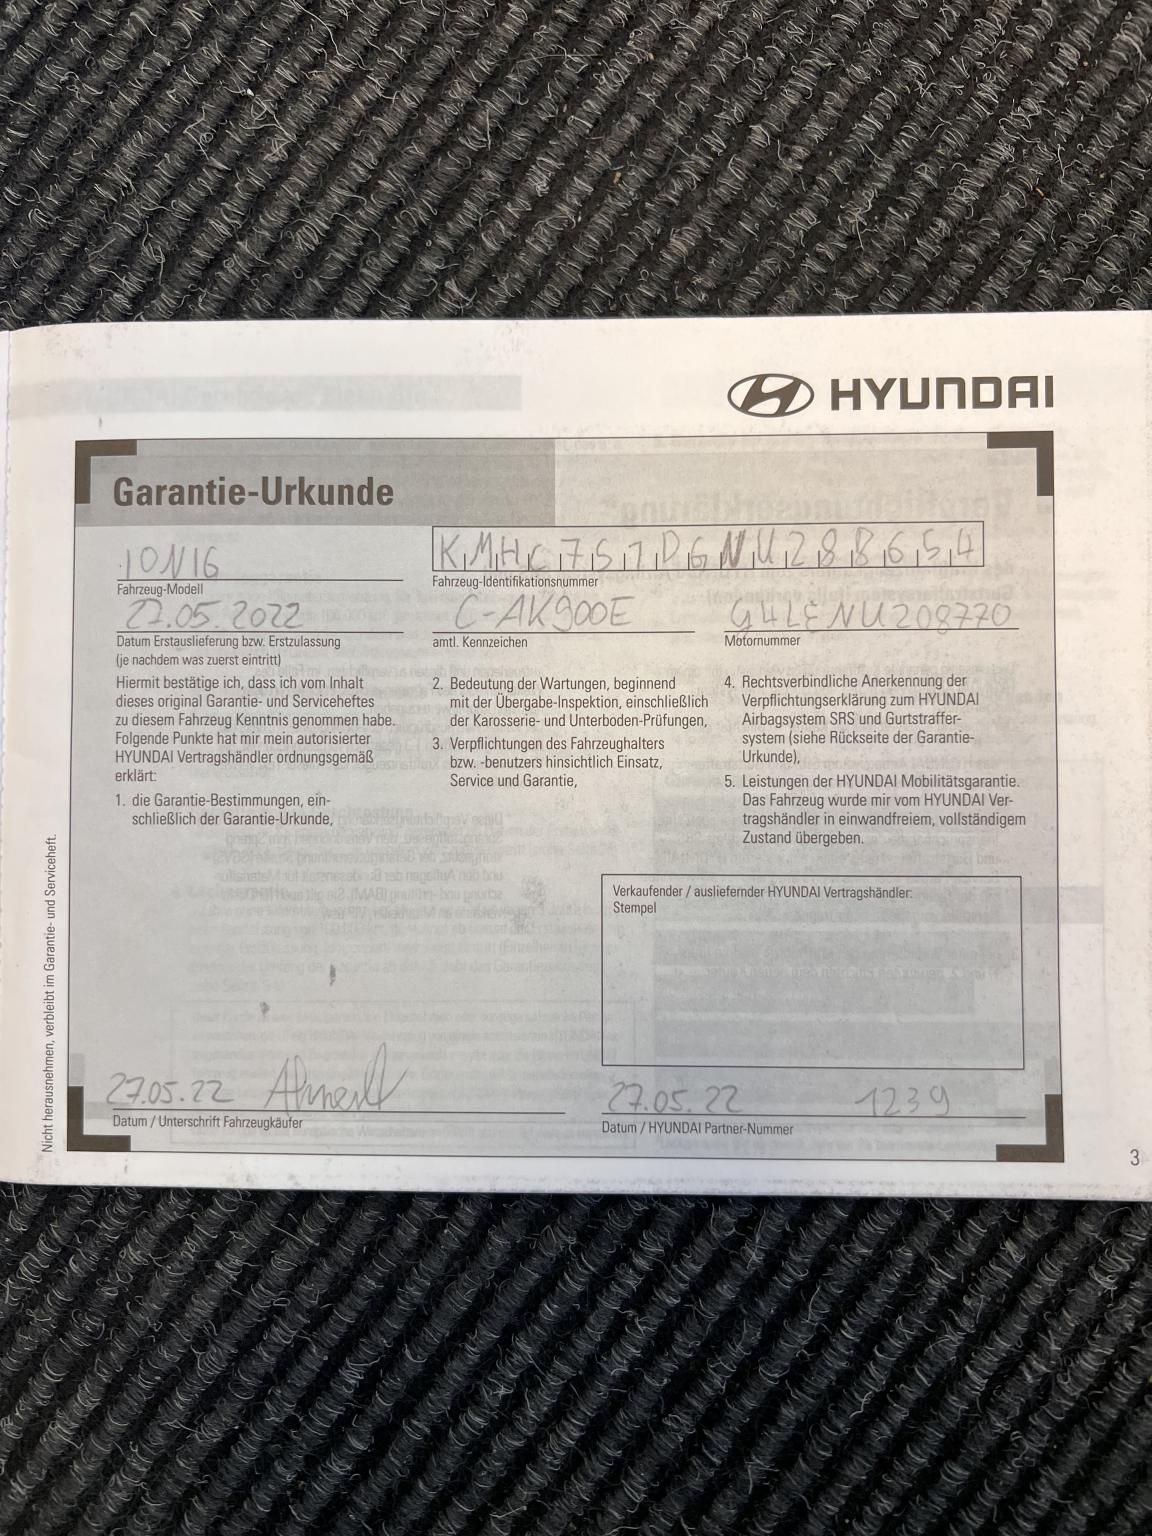 HYUNDAI
Garantie-Urkunde
ION16
Fahrzeug-Modell
KMHC751DGNU288654
Fahrzeug-Identifikationsnummer
27.05.2022
Datum Erstauslieferung bzw. Erstzulassung
(je nachdem was zuerst eintritt)
C-AK900E
amtl. Kennzeichen
G4LENU208770
Motornummer
Hiermit bestätige ich, dass ich vom Inhalt
dieses original Garantie- und Serviceheftes
zu diesem Fahrzeug Kenntnis genommen habe.
Folgende Punkte hat mir mein autorisierter
HYUNDAI Vertragshändler ordnungsgemäß
erklärt:
1. die Garantie-Bestimmungen, ein-
schließlich der Garantie-Urkunde,
2. Bedeutung der Wartungen, beginnend
mit der Übergabe-Inspektion, einschließlich
der Karosserie- und Unterboden-Prüfungen,
3. Verpflichtungen des Fahrzeughalters
bzw. -benutzers hinsichtlich Einsatz,
Service und Garantie,
4. Rechtsverbindliche Anerkennung der
Verpflichtungserklärung zum HYUNDAI
Airbagsystem SRS und Gurtstraffer-
system (siehe Rückseite der Garantie-
Urkunde),
5. Leistungen der HYUNDAI Mobilitätsgarantie.
Das Fahrzeug wurde mir vom HYUNDAI Ver-
tragshändler in einwandfreiem, vollständigem
Zustand übergeben.
Verkaufender / ausliefernder HYUNDAI Vertragshändler:
Stempel
27.05.22
Datum / Unterschrift Fahrzeugkäufer
27.05.22 1239
Datum / HYUNDAI Partner-Nummer
Nicht herausnehmen, verbleibt im Garantie- und Serviceheft.
3